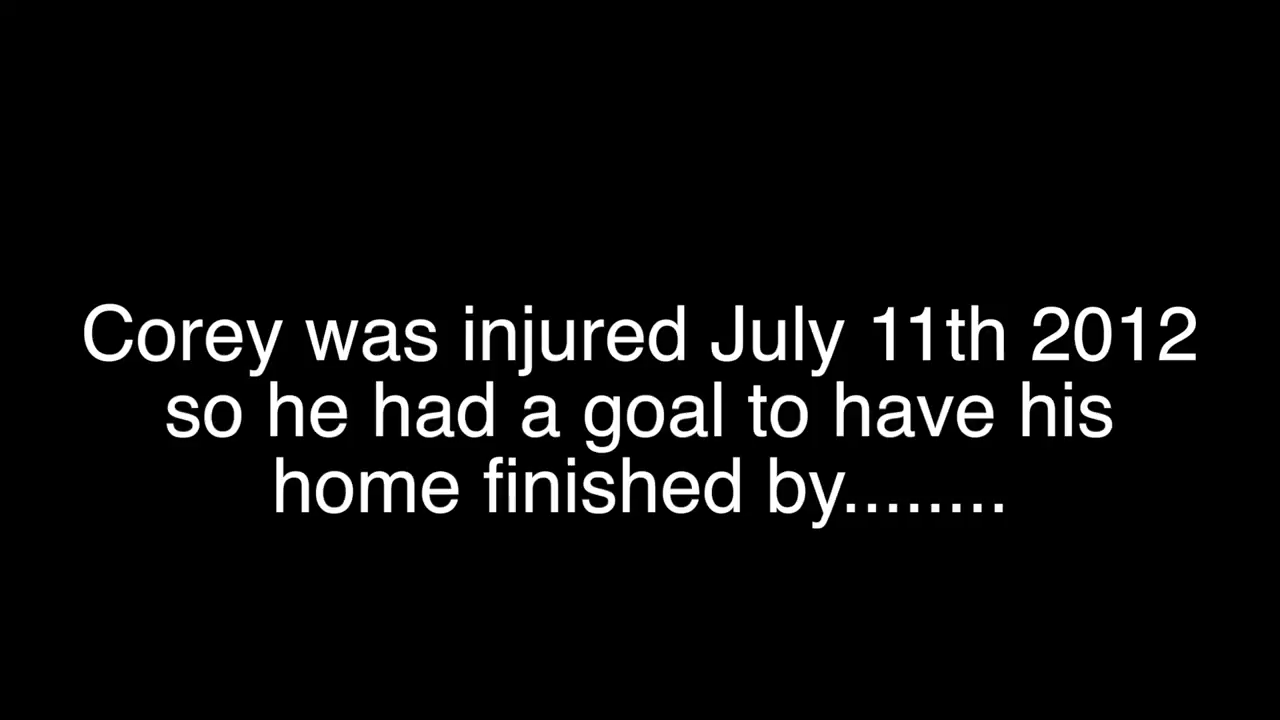 Corey was injured July 11th 2012
so he had a goal to have his
home finished by........